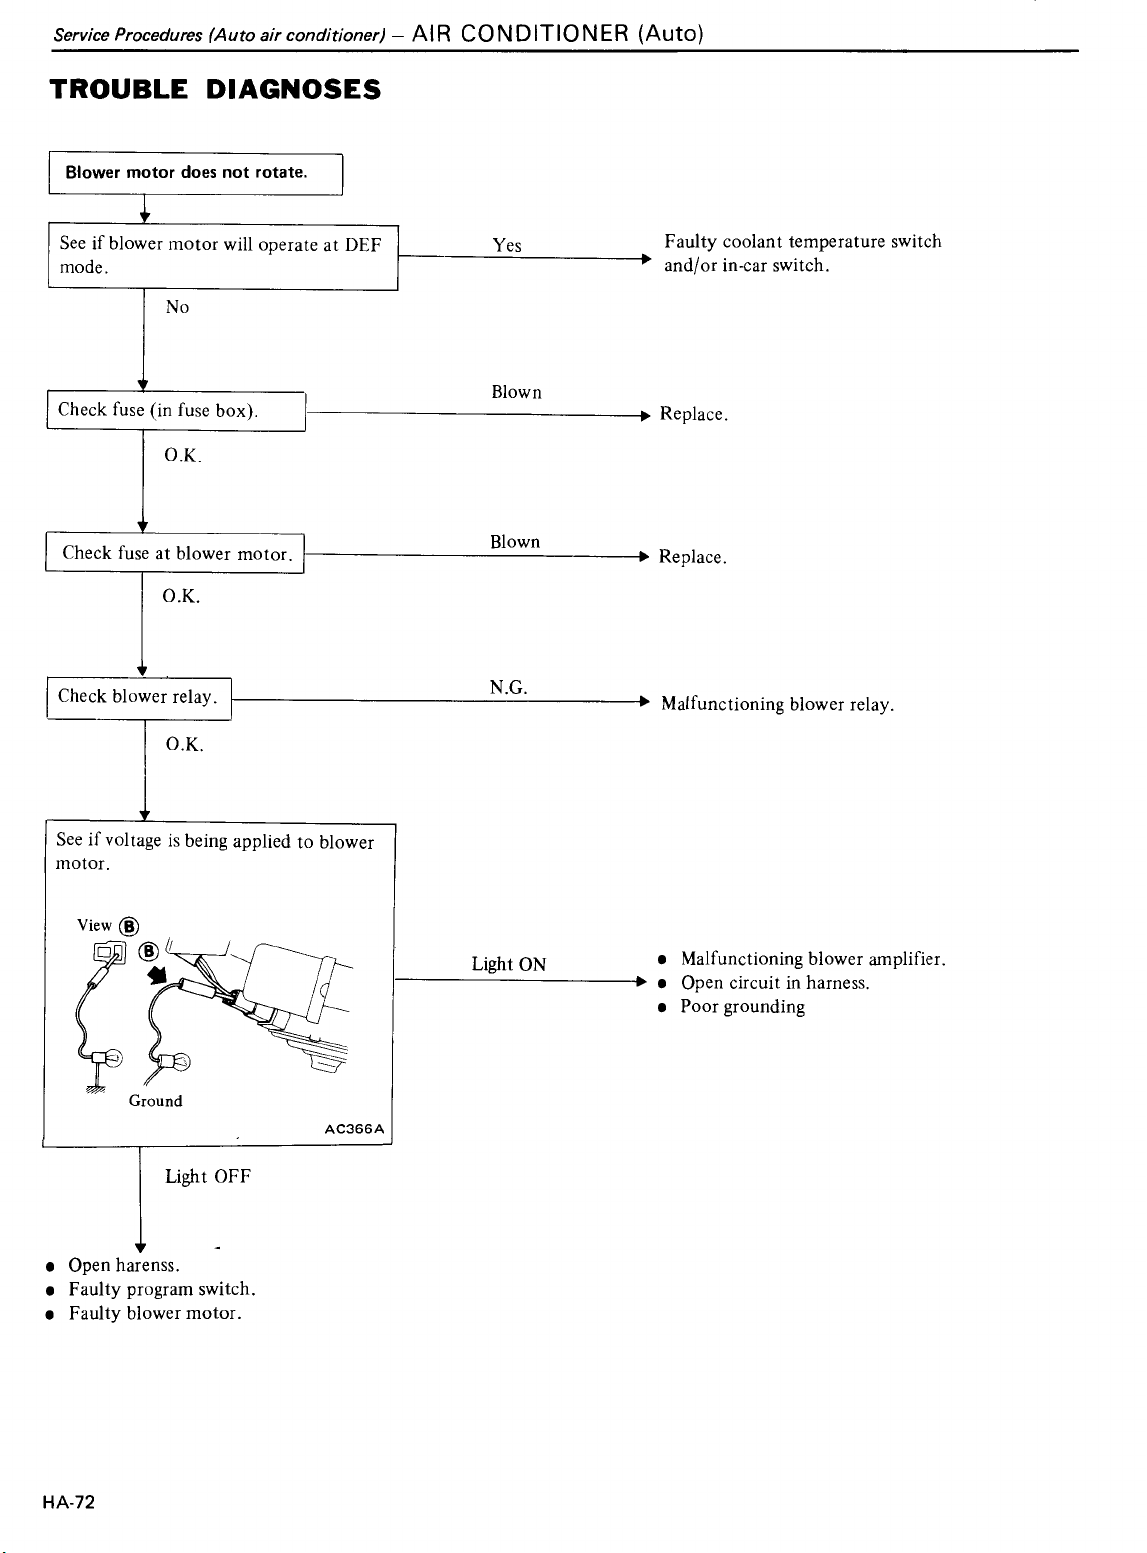 Service Procedures (Auto air conditioner) – AIR CONDITIONER (Auto)
TROUBLE DIAGNOSES
Blower motor does not rotate.
See if blower motor will operate at DEF
mode.
Yes
Faulty coolant temperature switch
and/or in-car switch.
No
Check fuse (in fuse box).
Blown
Replace.
O.K.
Check fuse at blower motor.
Blown
Replace.
O.K.
Check blower relay.
N.G.
Malfunctioning blower relay.
O.K.
See if voltage is being applied to blower
motor.
View Ⓑ
Ⓑ
Ground
AC366A
Light ON
• Malfunctioning blower amplifier.
• Open circuit in harness.
• Poor grounding
Light OFF
• Open harenss.
• Faulty program switch.
• Faulty blower motor.
HA-72